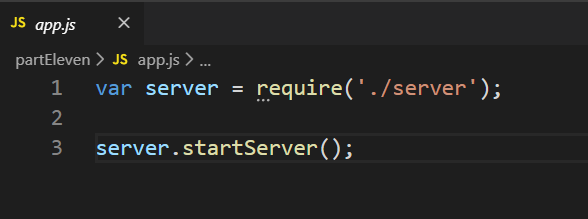 JS app.js ×
partEleven > JS app.js > ...
1 var server = require('./server');
2
3 server.startServer();